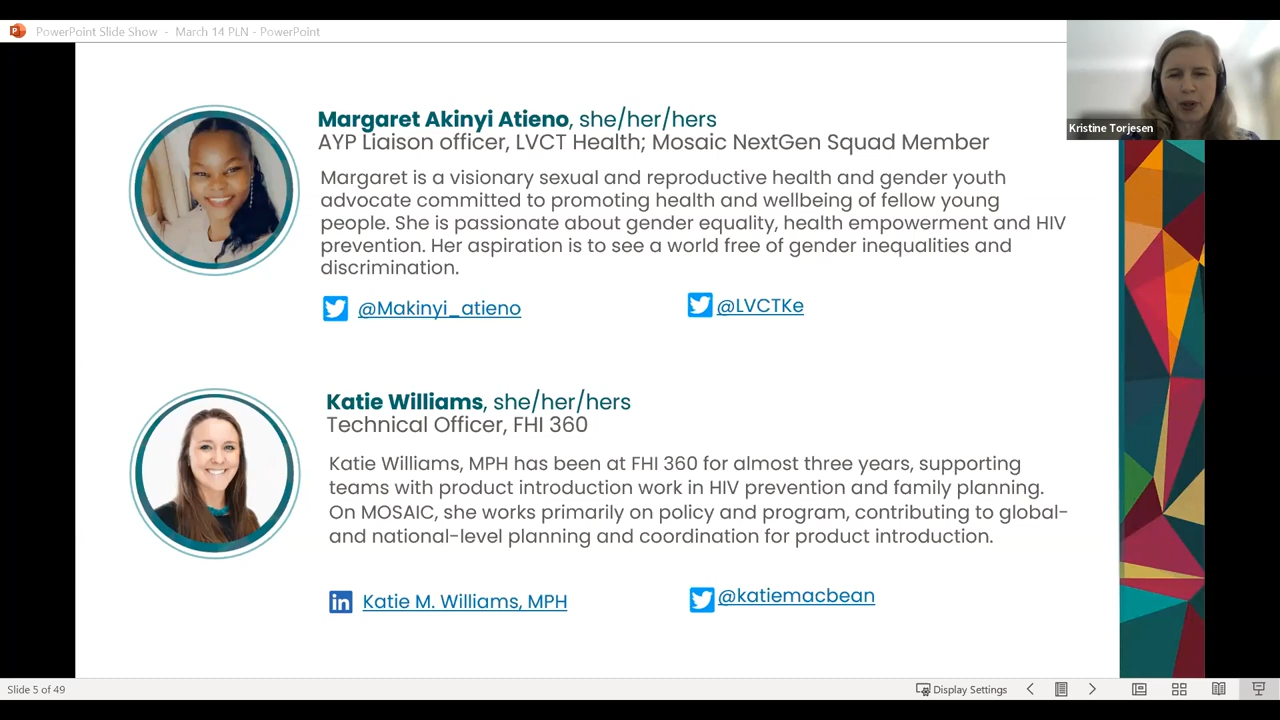 PowerPoint Slide Show - March 14 PLN - PowerPoint
Kristine Torjesen
Margaret Akinyi Atieno, she/her/hers
AYP Liaison officer, LVCT Health; Mosaic NextGen Squad Member
Margaret is a visionary sexual and reproductive health and gender youth
advocate committed to promoting health and wellbeing of fellow young
people. She is passionate about gender equality, health empowerment and HIV
prevention. Her aspiration is to see a world free of gender inequalities and
discrimination.
@Makinyi_atieno
@LVCTKe
Katie Williams, she/her/hers
Technical Officer, FHI 360
Katie Williams, MPH has been at FHI 360 for almost three years, supporting
teams with product introduction work in HIV prevention and family planning.
On MOSAIC, she works primarily on policy and program, contributing to global-
and national-level planning and coordination for product introduction.
in Katie M. Williams, MPH
@katiemacbean
Slide 5 of 49
Display Settings